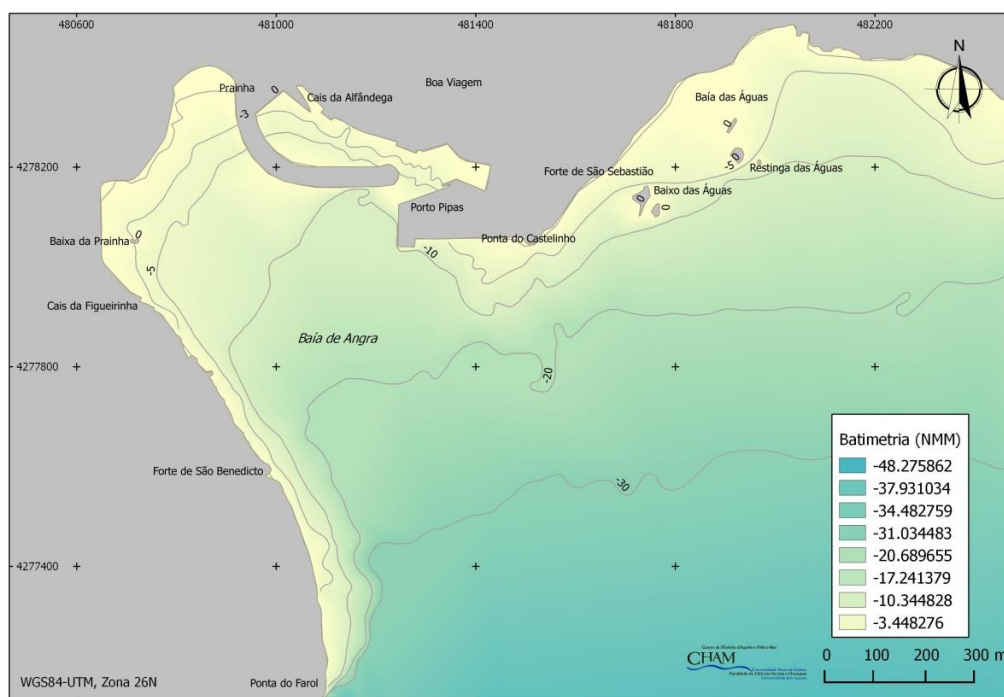 480600 481000 481400 481800 482200
N
Prainha
0
Cais da Alfândega
Boa Viagem
Baía das Águas
-3
0
4278200
Forte de São Sebastião
-5
0
Restinga das Águas
Baixo das Águas
0
0
Porto Pipas
Baixa da Prainha
0
Ponta do Castelinho
-10
-5
Cais da Figueirinha
Baía de Angra
4277800
-20
Forte de São Benedicto
-30
4277400
Batimetria (NMM)
-48.275862
-37.931034
-34.482759
-31.034483
-20.689655
-17.241379
-10.344828
-3.448276
CHAM
WGS84-UTM, Zona 26N
Ponta do Farol
0 100 200 300 m